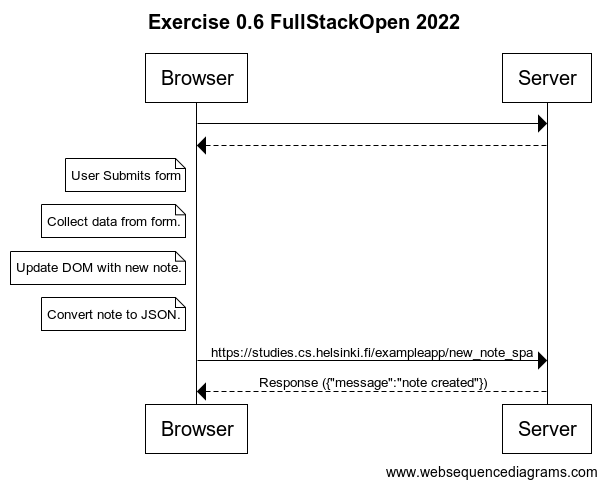 Exercise 0.6 FullStackOpen 2022
Browser
Server
User Submits form
Collect data from form.
Update DOM with new note.
Convert note to JSON.
https://studies.cs.helsinki.fi/exampleapp/new_note_spa
Response ({"message":"note created"})
Browser
Server
www.websequencediagrams.com